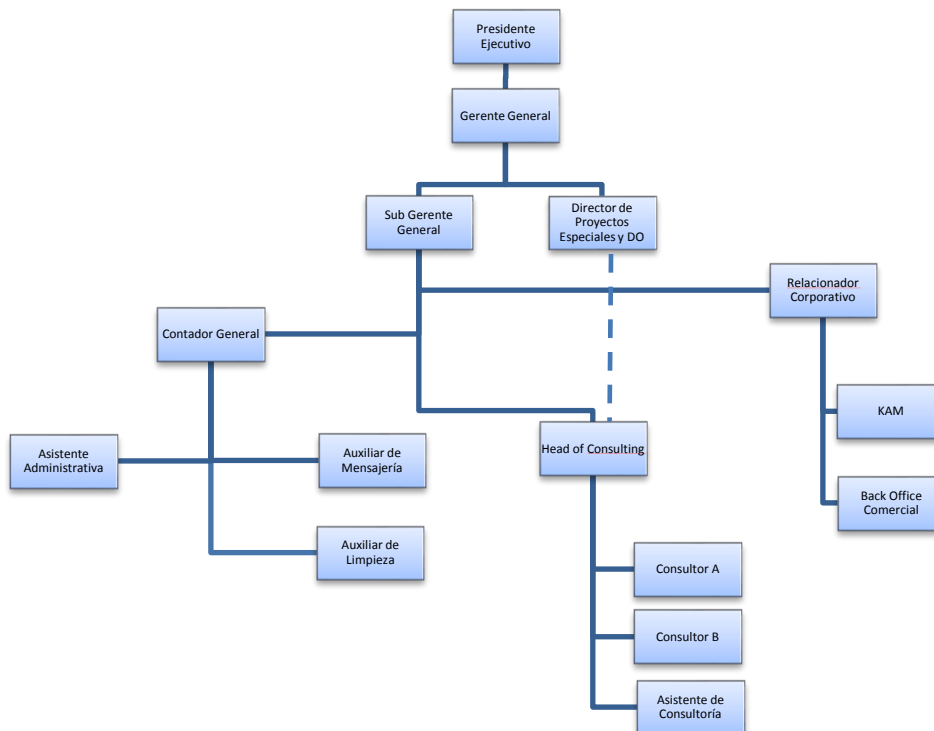 Presidente
Ejecutivo
Gerente General
Sub Gerente
General
Director de
Proyectos
Especiales y DO
Relacionador
Corporativo
Contador General
KAM
Asistente
Administrativa
Auxiliar de
Mensajería
Head of Consulting
Back Office
Comercial
Auxiliar de
Limpieza
Consultor A
Consultor B
Asistente de
Consultoría